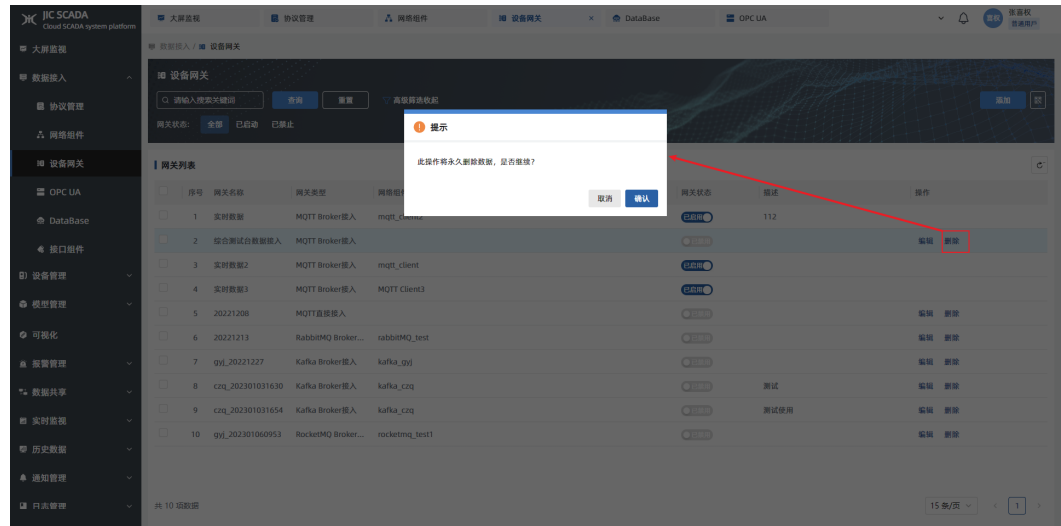 JIC SCADA
Cloud SCADA system platform
大屏监视
协议管理
网络组件
设备网关 ×
DataBase
OPC UA
喜权
张喜权
普通用户
大屏监视
数据接入
协议管理
网络组件
设备网关
OPC UA
DataBase
接口组件
设备管理
模型管理
可视化
报警管理
数据共享
实时监视
历史数据
通知管理
日志管理
数据接入 / 设备网关
设备网关
请输入搜索关键词 查询 重置 高级筛选收起 添加
网关状态: 全部 已启动 已禁止
提示
此操作将永久删除数据，是否继续？
取消 确认
网关列表
序号 网关名称 网关类型 网络组件 网关状态 描述 操作
1 实时数据 MQTT Broker接入 mqtt_client2 已启用 112
2 综合测试台数据接入 MQTT Broker接入 编辑 删除
3 实时数据2 MQTT Broker接入 mqtt_client 已启用
4 实时数据3 MQTT Broker接入 MQTT Client3 已启用
5 20221208 MQTT直接接入 编辑 删除
6 20221213 RabbitMQ Broker... rabbitMQ_test 编辑 删除
7 gyj_20221227 Kafka Broker接入 kafka_gyj 编辑 删除
8 czq_202301031630 Kafka Broker接入 kafka_czq 测试 编辑 删除
9 czq_202301031654 Kafka Broker接入 kafka_czq 测试使用 编辑 删除
10 gyj_202301060953 RocketMQ Broker... rocketmq_test1 编辑 删除
共 10 项数据
15 条/页
1